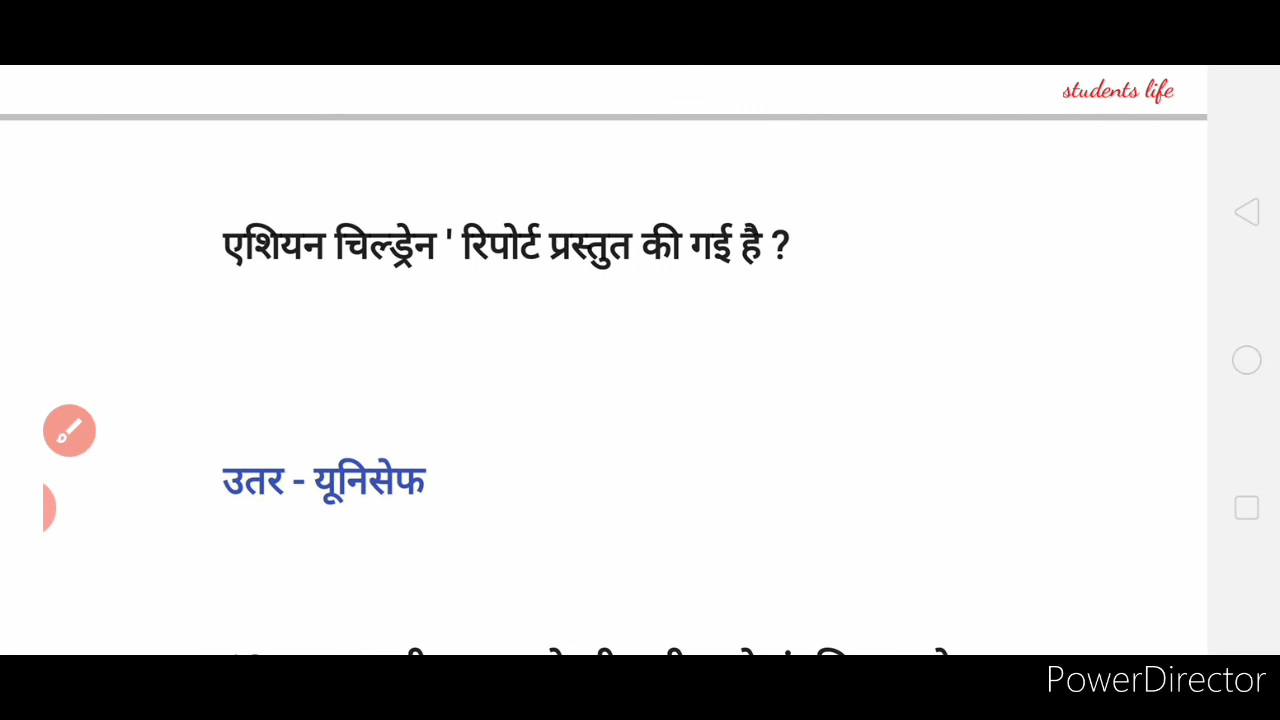 students life
एशियन चिल्ड्रेन ' रिपोर्ट प्रस्तुत की गई है ?
उतर - यूनिसेफ
PowerDirector